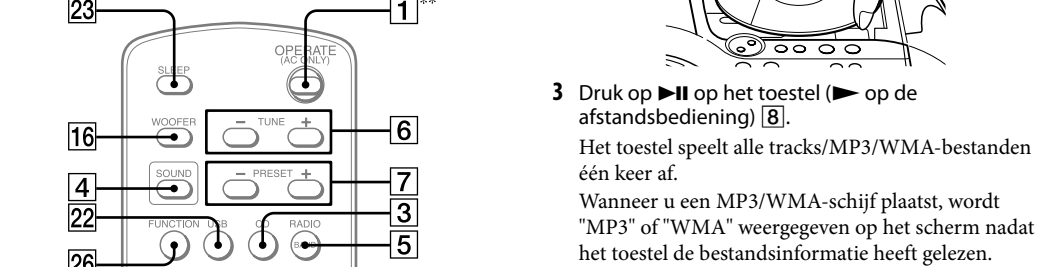 23
1**
OPERATE
(AC ONLY)
SLEEP
WOOFER
− TUNE +
16
6
SOUND
− PRESET +
4
7
22
3
FUNCTION USB CD RADIO
BAND
5
26
3 Druk op ►II op het toestel (► op de
afstandsbediening) 8.
Het toestel speelt alle tracks/MP3/WMA-bestanden
één keer af.
Wanneer u een MP3/WMA-schijf plaatst, wordt
"MP3" of "WMA" weergegeven op het scherm nadat
het toestel de bestandsinformatie heeft gelezen.